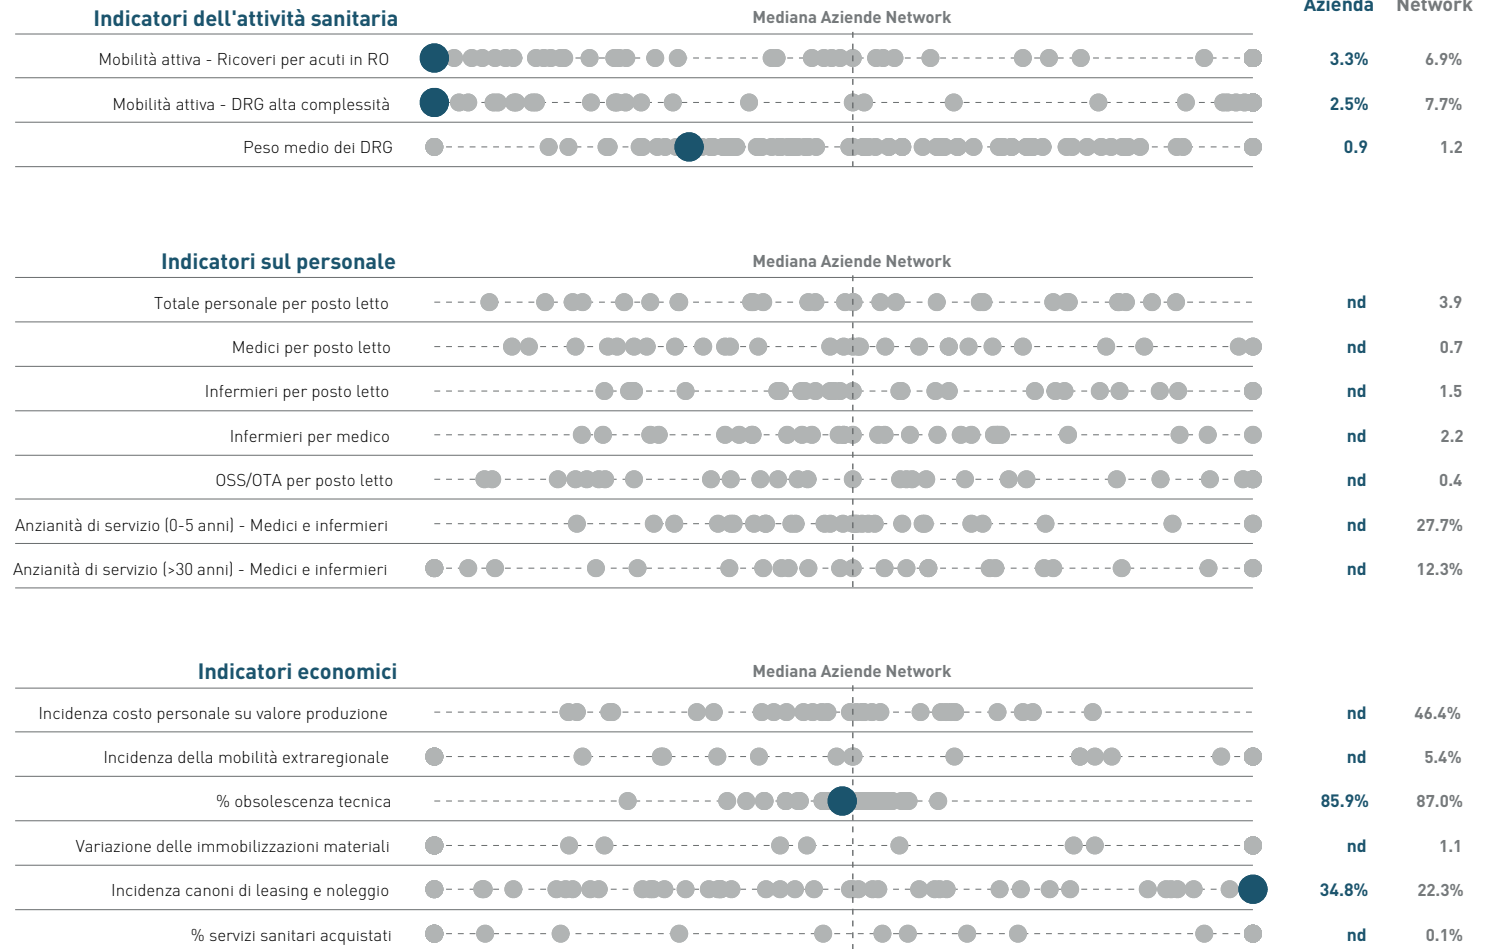 Azienda Network
Indicatori dell'attività sanitaria Mediana Aziende Network
Mobilità attiva - Ricoveri per acuti in RO 3.3% 6.9%
Mobilità attiva - DRG alta complessità 2.5% 7.7%
Peso medio dei DRG 0.9 1.2
Indicatori sul personale Mediana Aziende Network
Totale personale per posto letto nd 3.9
Medici per posto letto nd 0.7
Infermieri per posto letto nd 1.5
Infermieri per medico nd 2.2
OSS/OTA per posto letto nd 0.4
Anzianità di servizio (0-5 anni) - Medici e infermieri nd 27.7%
Anzianità di servizio (>30 anni) - Medici e infermieri nd 12.3%
Indicatori economici Mediana Aziende Network
Incidenza costo personale su valore produzione nd 46.4%
Incidenza della mobilità extraregionale nd 5.4%
% obsolescenza tecnica 85.9% 87.0%
Variazione delle immobilizzazioni materiali nd 1.1
Incidenza canoni di leasing e noleggio 34.8% 22.3%
% servizi sanitari acquistati nd 0.1%